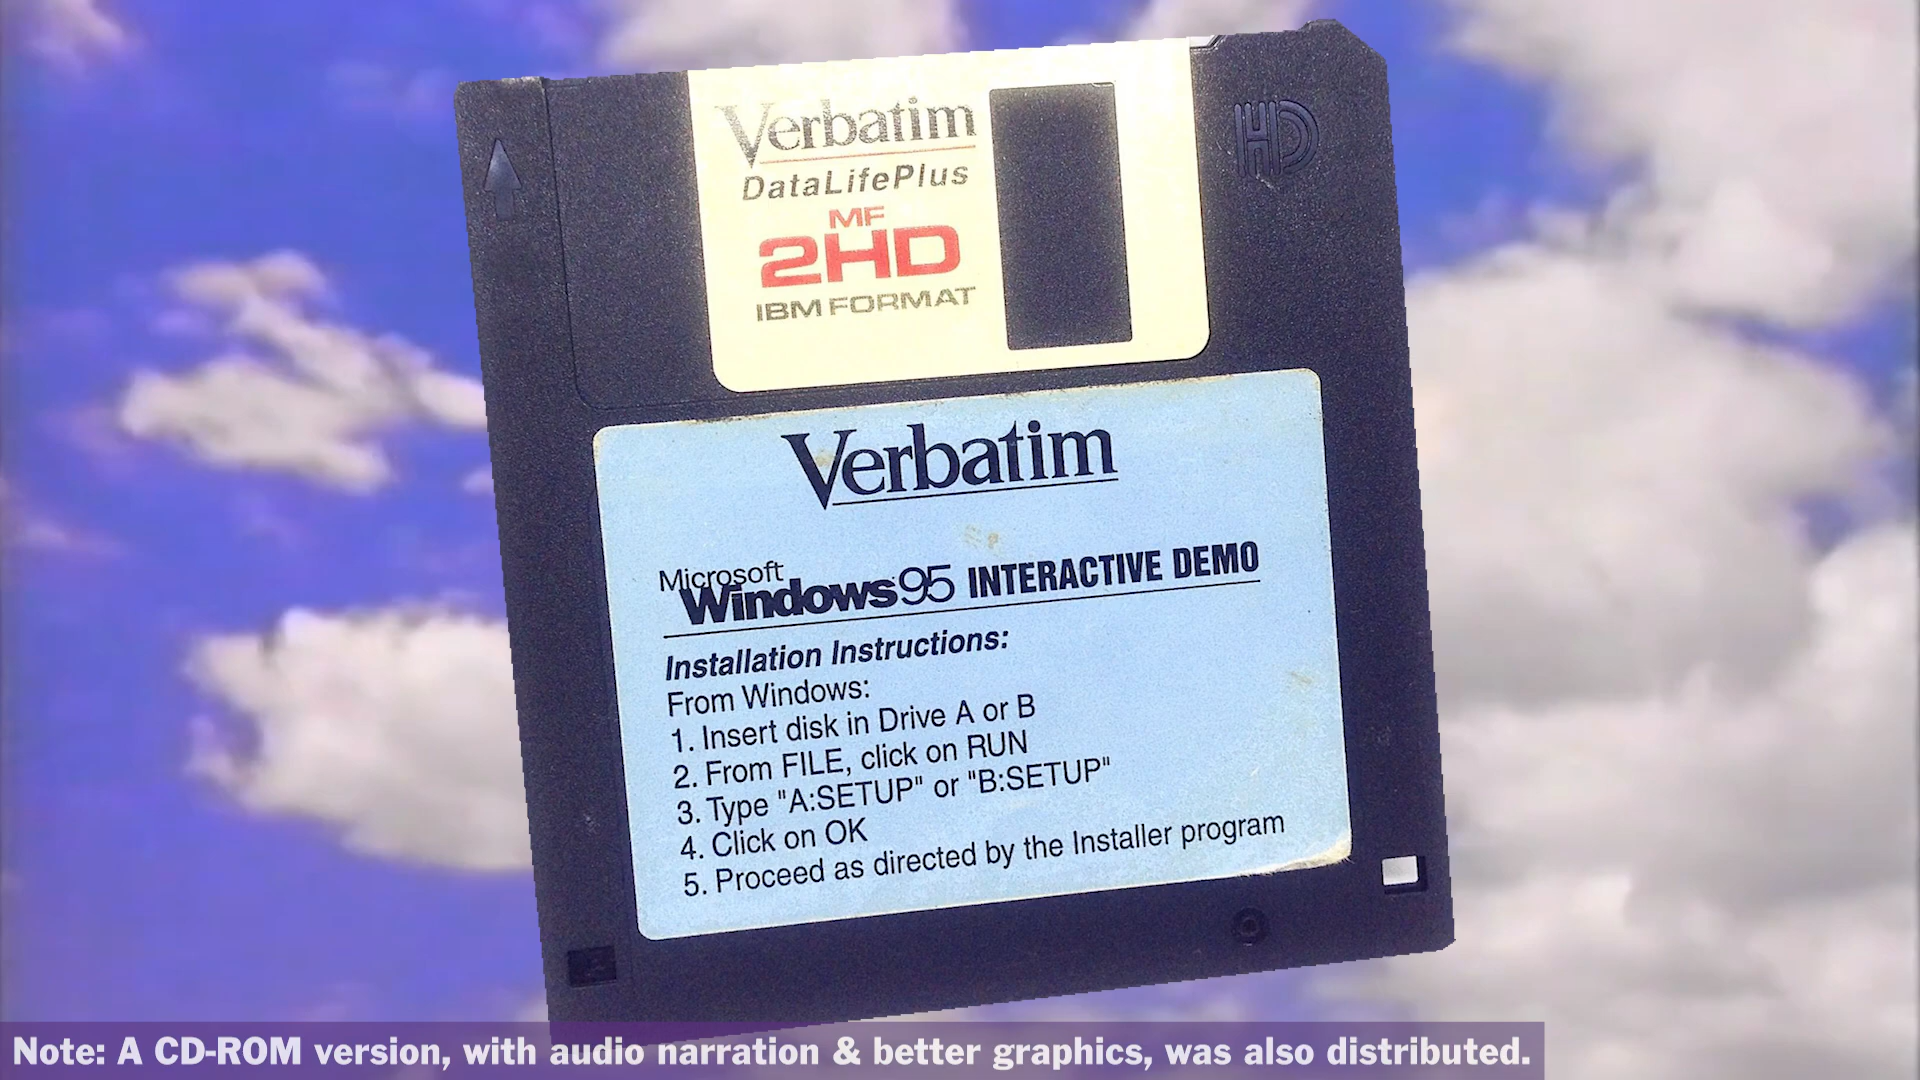 Verbatim
DataLifePlus
MF
2HD
IBM FORMAT
HD
Verbatim
Microsoft
Windows 95 INTERACTIVE DEMO
Installation Instructions:
From Windows:
1. Insert disk in Drive A or B
2. From FILE, click on RUN
3. Type "A:SETUP" or "B:SETUP"
4. Click on OK
5. Proceed as directed by the Installer program
Note: A CD-ROM version, with audio narration & better graphics, was also distributed.